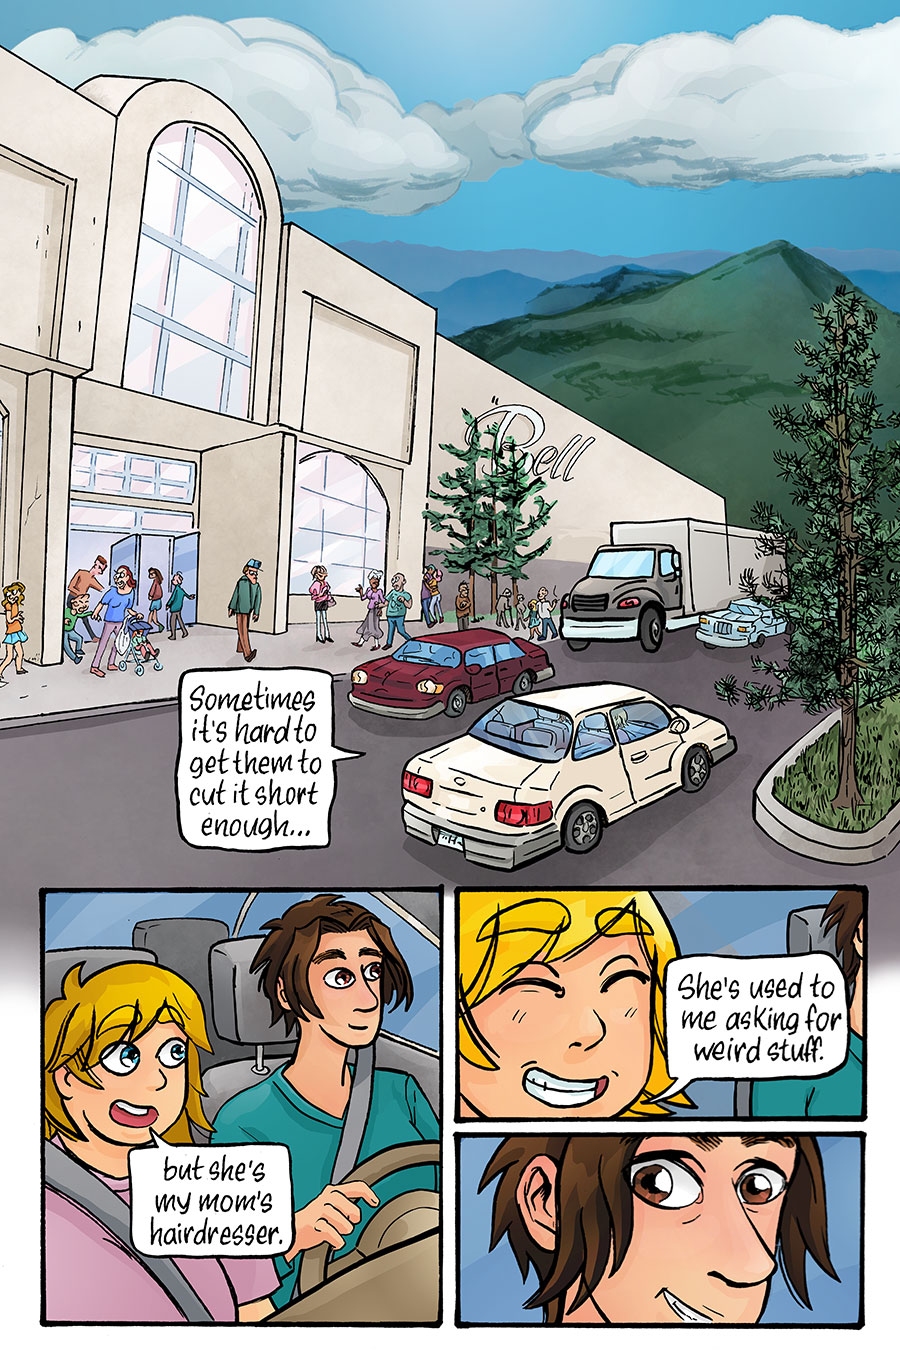 Bell
Sometimes
it's hard to
get them to
cut it short
enough...
but she's
my mom's
hairdresser.
She's used to
me asking for
weird stuff.